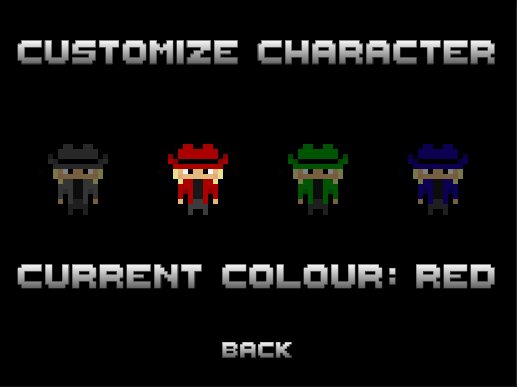 CUSTOMIZE CHARACTER
CURRENT COLOUR: RED
BACK